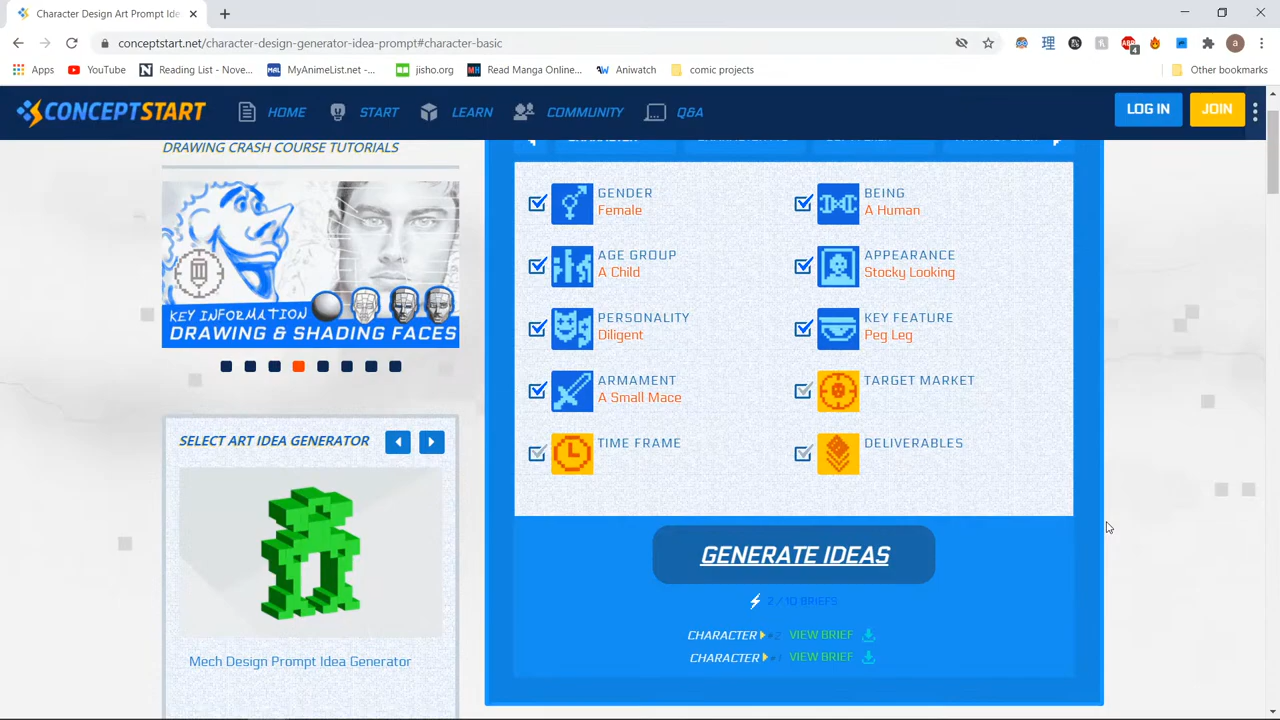 Character Design Art Prompt Ide
conceptstart.net/character-design-generator-idea-prompt#character-basic
4
a
Apps YouTube Reading List - Nove... MyAnimeList.net -... jisho.org Read Manga Online... Aniwatch comic projects Other bookmarks
CONCEPTSTART HOME START LEARN COMMUNITY Q&A LOG IN JOIN
DRAWING CRASH COURSE TUTORIALS
KEY INFORMATION
DRAWING & SHADING FACES
SELECT ART IDEA GENERATOR
Mech Design Prompt Idea Generator
GENDER
Female
BEING
A Human
AGE GROUP
A Child
APPEARANCE
Stocky Looking
PERSONALITY
Diligent
KEY FEATURE
Peg Leg
ARMAMENT
A Small Mace
TARGET MARKET
TIME FRAME
DELIVERABLES
GENERATE IDEAS
2 / 10 BRIEFS
CHARACTER #2 VIEW BRIEF
CHARACTER #1 VIEW BRIEF